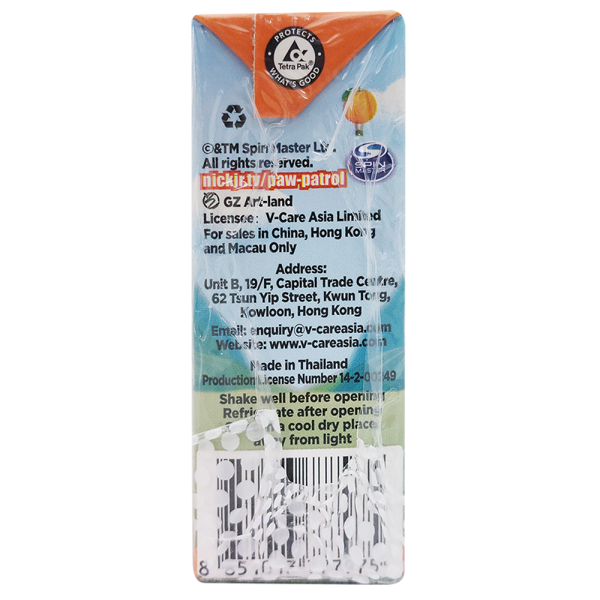 PROTECTS
Tetra Pak®
WHAT'S GOOD
©&TM Spin Master Ltd.
All rights reserved.
SPIN
MASTER
nickjr.tv/paw-patrol
GZ Art-land
Licensee: V-Care Asia Limited
For sales in China, Hong Kong
and Macau Only
Address:
Unit B, 19/F, Capital Trade Centre,
62 Tsun Yip Street, Kwun Tong,
Kowloon, Hong Kong
Email: enquiry@v-careasia.com
Website: www.v-careasia.com
Made in Thailand
Production License Number 14-2-00349
Shake well before opening
Refrigerate after opening
a cool dry place
away from light